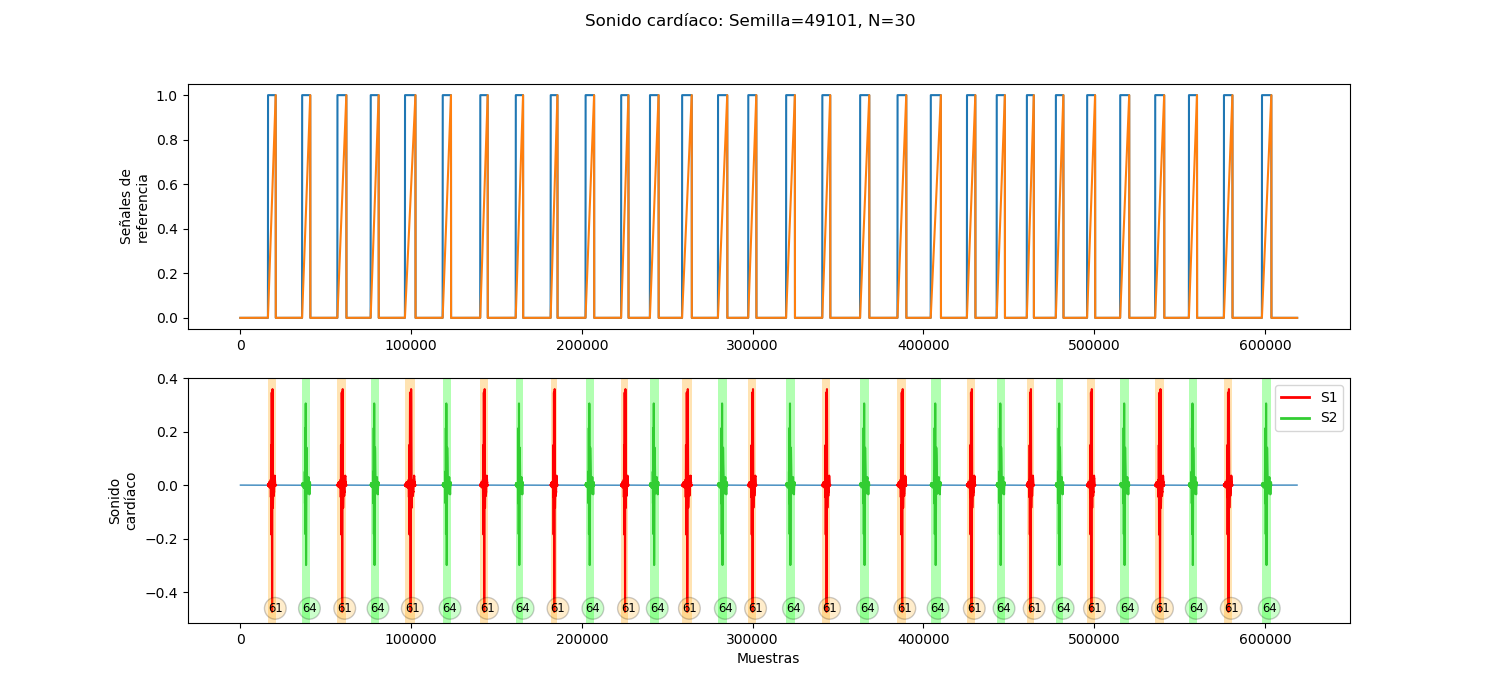 Sonido cardíaco: Semilla=49101, N=30
Señales de
referencia
1.0
0.8
0.6
0.4
0.2
0.0
0 100000 200000 300000 400000 500000 600000
Sonido
cardíaco
0.4
0.2
0.0
−0.2
−0.4
S1
S2
61 64 61 64 61 64 61 64 61 64 61 64 61 64 61 64 61 64 61 64 61 64 61 64 61 64 61 64 61 64
0 100000 200000 300000 400000 500000 600000
Muestras